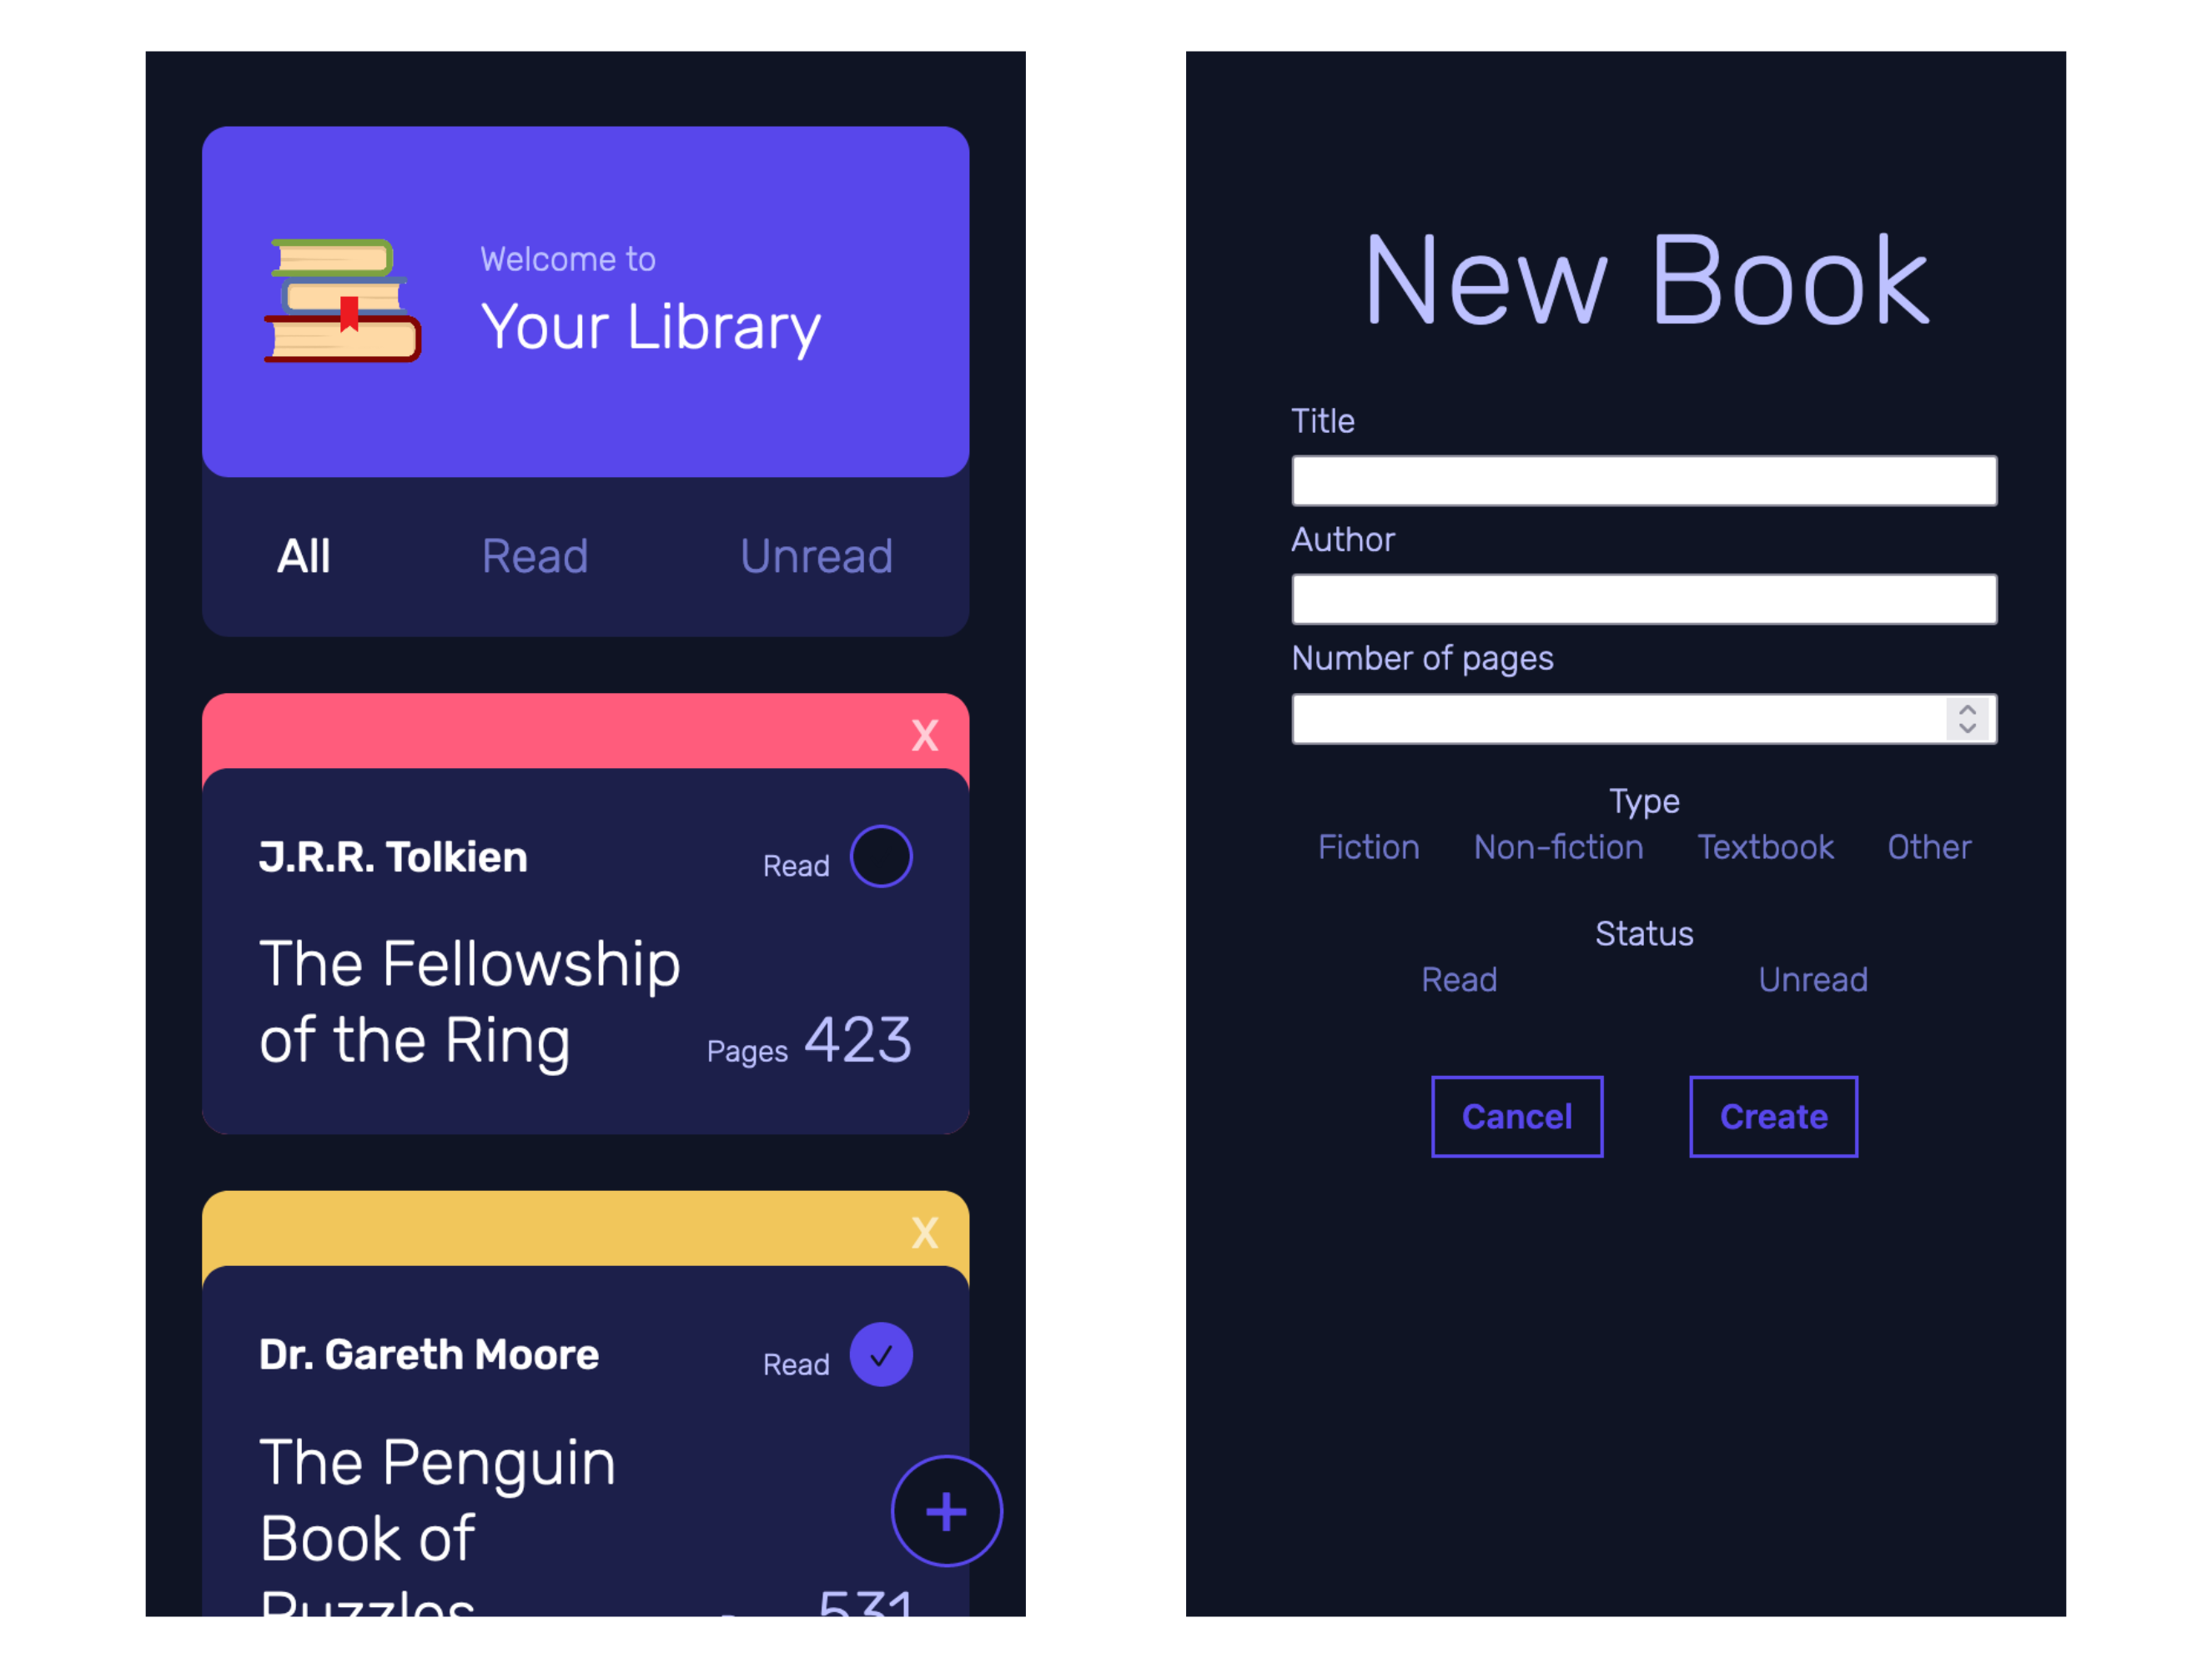 Welcome to
Your Library
All Read Unread
X
J.R.R. Tolkien Read
The Fellowship
of the Ring Pages 423
X
Dr. Gareth Moore Read
The Penguin
Book of
Puzzles 531
+
New Book
Title
Author
Number of pages
Type
Fiction Non-fiction Textbook Other
Status
Read Unread
Cancel Create